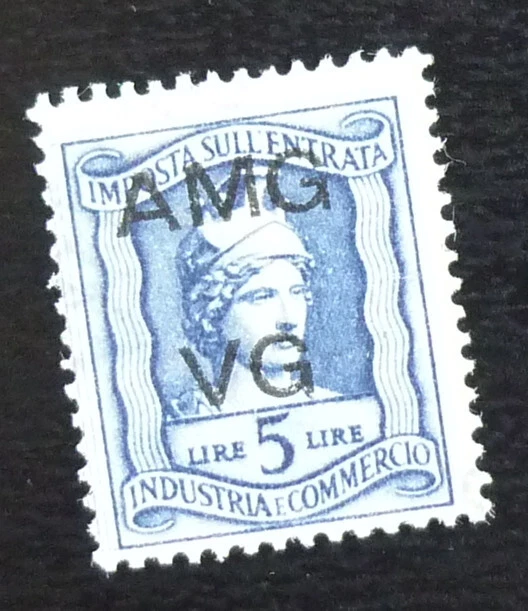 IMPOSTA SULL'ENTRATA
AMG
VG
LIRE 5 LIRE
INDUSTRIA E COMMERCIO